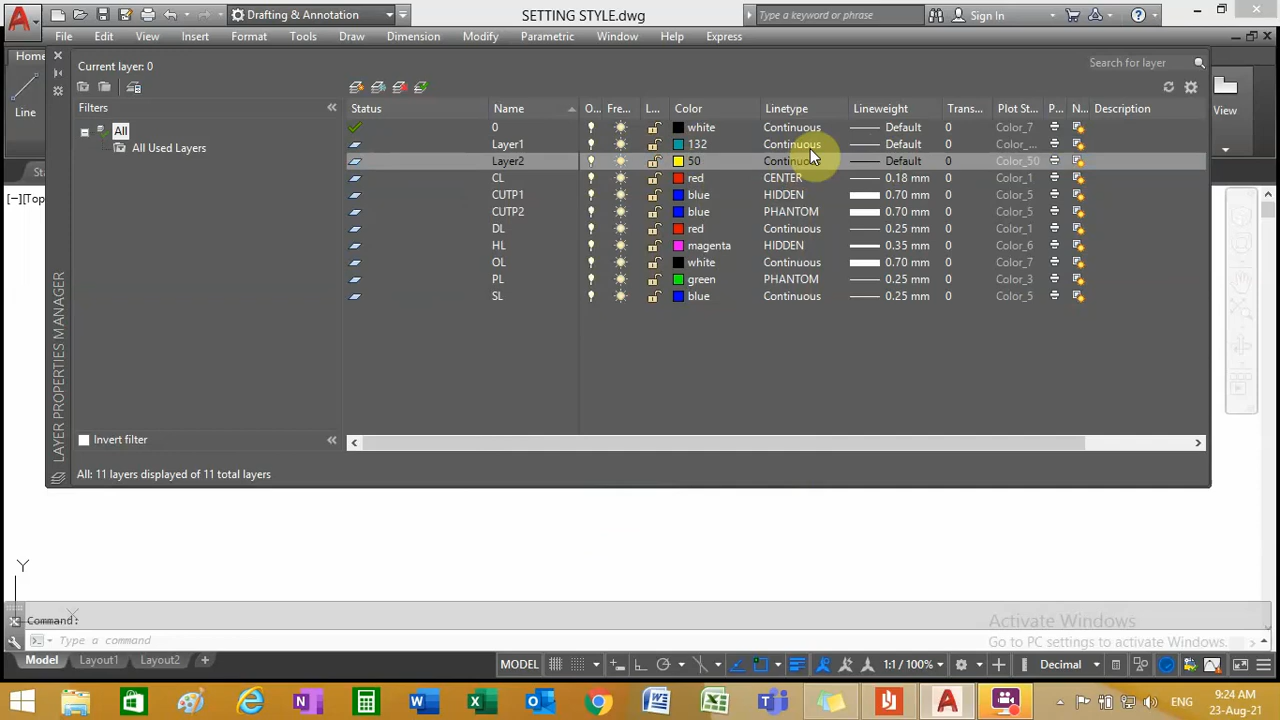 Drafting & Annotation
SETTING STYLE.dwg
Type a keyword or phrase
Sign In
File Edit View Insert Format Tools Draw Dimension Modify Parametric Window Help Express
Home
Current layer: 0
Search for layer
Line
View
Filters
All
All Used Layers
Status Name O... Fre... L... Color Linetype Lineweight Trans... Plot St... P... N... Description
0 white Continuous Default 0 Color_7
Layer1 132 Continuous Default 0 Color_...
Layer2 50 Continuous Default 0 Color_50
CL red CENTER 0.18 mm 0 Color_1
CUTP1 blue HIDDEN 0.70 mm 0 Color_5
CUTP2 blue PHANTOM 0.70 mm 0 Color_5
DL red Continuous 0.25 mm 0 Color_1
HL magenta HIDDEN 0.35 mm 0 Color_6
OL white Continuous 0.70 mm 0 Color_7
PL green PHANTOM 0.25 mm 0 Color_3
SL blue Continuous 0.25 mm 0 Color_5
[−][Top
LAYER PROPERTIES MANAGER
Invert filter
All: 11 layers displayed of 11 total layers
Y
Command:
Type a command
Activate Windows
Go to PC settings to activate Windows.
Model Layout1 Layout2 +
MODEL 1:1 / 100% Decimal
ENG 9:24 AM
23-Aug-21